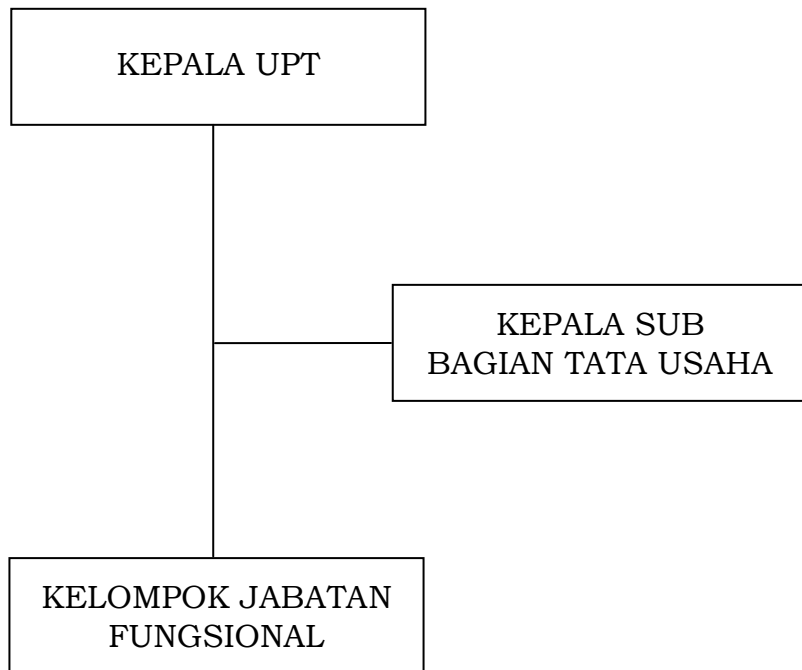 KEPALA UPT
KEPALA SUB
BAGIAN TATA USAHA
KELOMPOK JABATAN
FUNGSIONAL